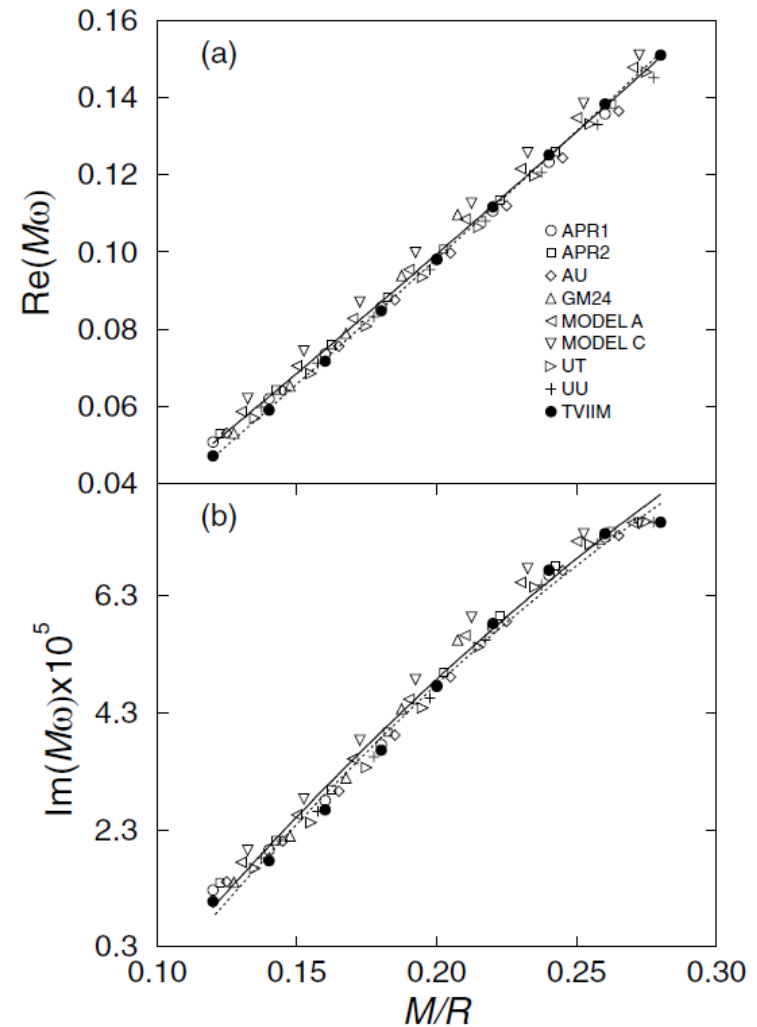 0.16
(a)
0.14
0.12
0.10
0.08
0.06
0.04
Re(Mω)
APR1
APR2
AU
GM24
MODEL A
MODEL C
UT
UU
TVIIM
(b)
6.3
4.3
2.3
0.3
Im(Mω)x10⁵
0.10 0.15 0.20 0.25 0.30
M/R